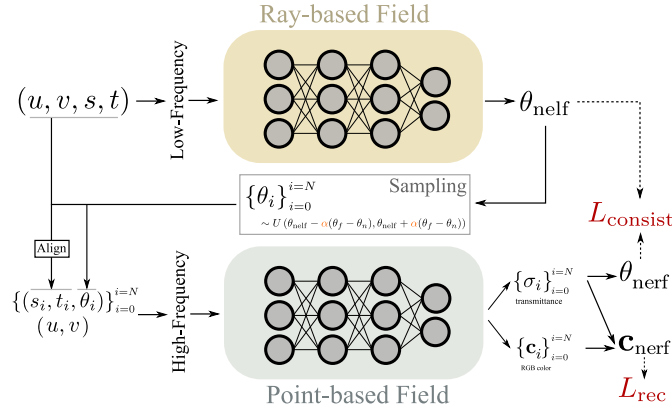 Ray-based Field
(u, v, s, t)
Low-Frequency
θ_nelf
{θ_i}_{i=0}^{i=N}
Sampling
∼ U (θ_nelf − α(θ_f − θ_n), θ_nelf + α(θ_f − θ_n))
L_consist
Align
{(s_i, t_i, θ_i)}_{i=0}^{i=N}
(u, v)
High-Frequency
{σ_i}_{i=0}^{i=N}
transmittance
θ_nerf
{c_i}_{i=0}^{i=N}
RGB color
c_nerf
L_rec
Point-based Field